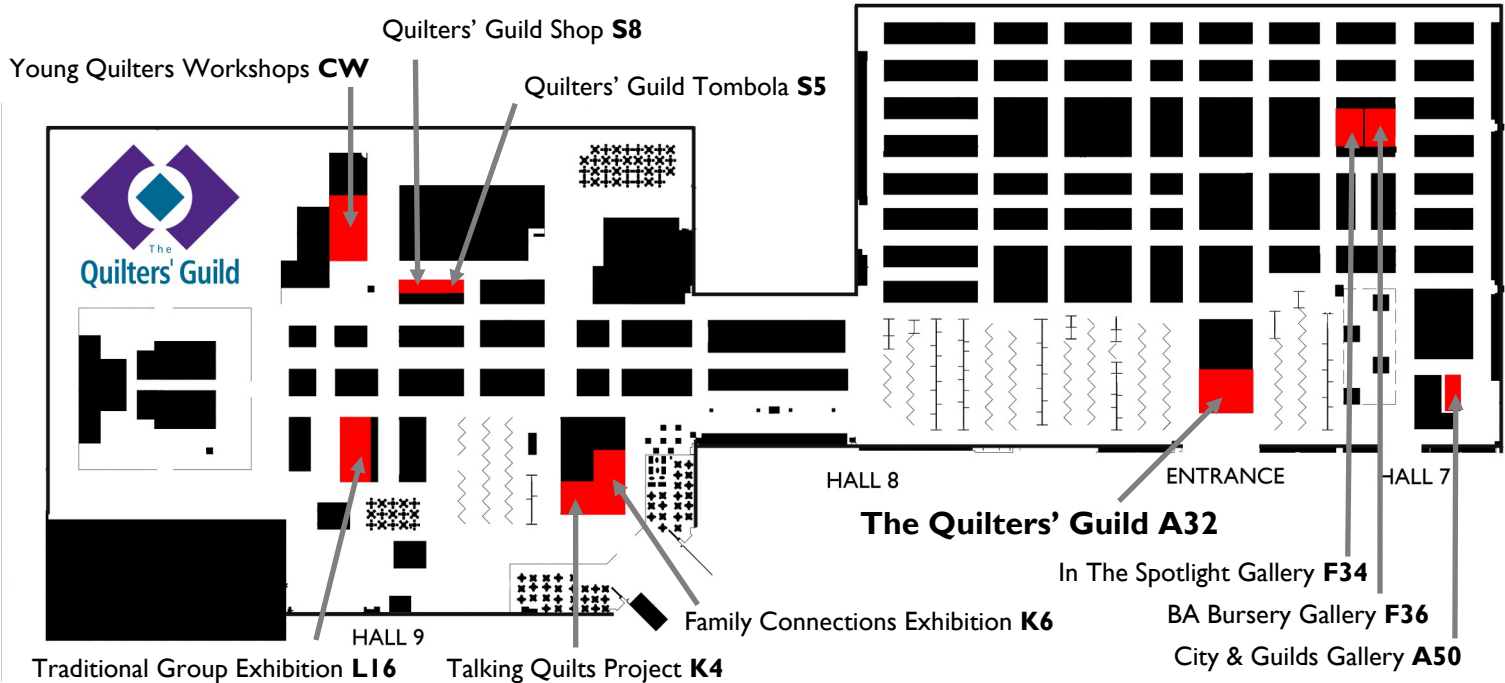 Quilters’ Guild Shop S8
Young Quilters Workshops CW
Quilters’ Guild Tombola S5
The
Quilters' Guild
HALL 8
ENTRANCE
HALL 7
The Quilters’ Guild A32
In The Spotlight Gallery F34
BA Bursery Gallery F36
Family Connections Exhibition K6
HALL 9
City & Guilds Gallery A50
Traditional Group Exhibition L16
Talking Quilts Project K4